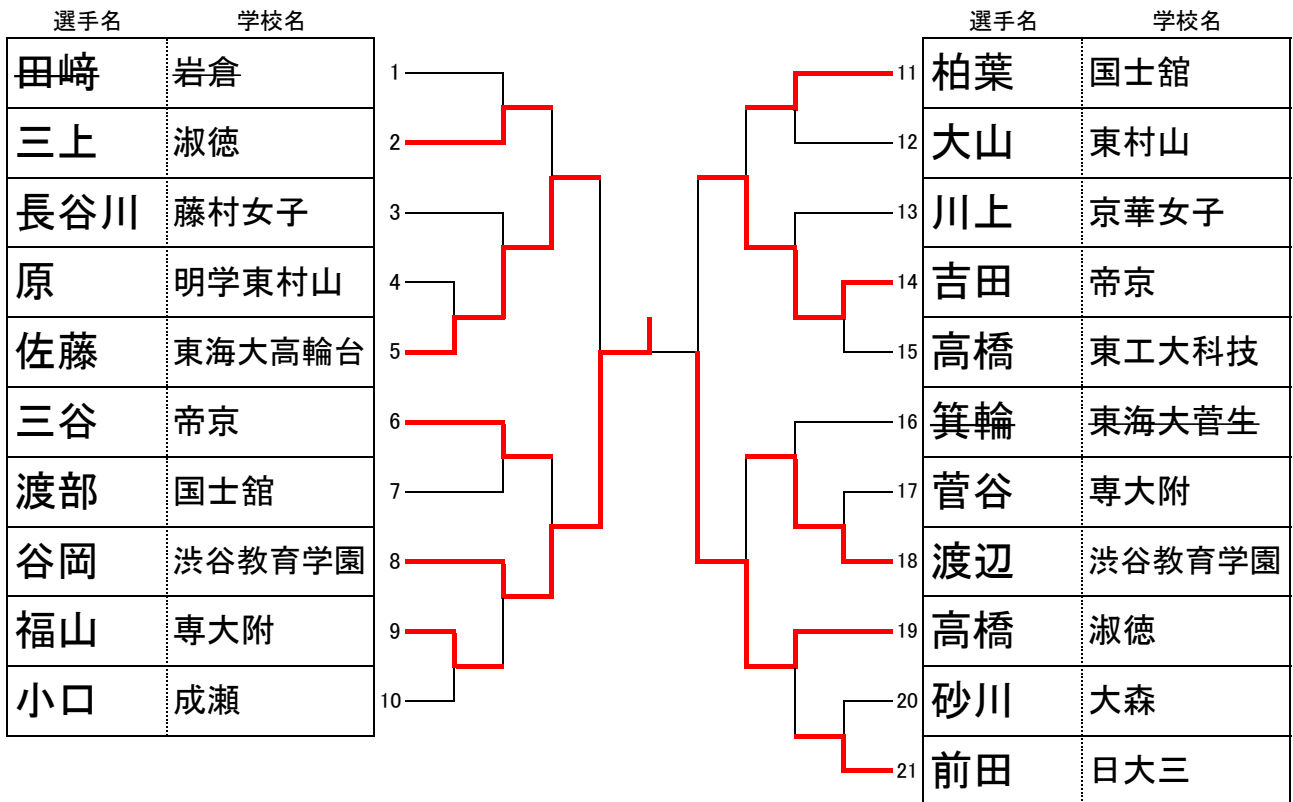 選手名 学校名
田﨑 岩倉 1
三上 淑徳 2
長谷川 藤村女子 3
原 明学東村山 4
佐藤 東海大高輪台 5
三谷 帝京 6
渡部 国士舘 7
谷岡 渋谷教育学園 8
福山 専大附 9
小口 成瀬 10
選手名 学校名
11 柏葉 国士舘
12 大山 東村山
13 川上 京華女子
14 吉田 帝京
15 高橋 東工大科技
16 箕輪 東海大菅生
17 菅谷 専大附
18 渡辺 渋谷教育学園
19 高橋 淑徳
20 砂川 大森
21 前田 日大三